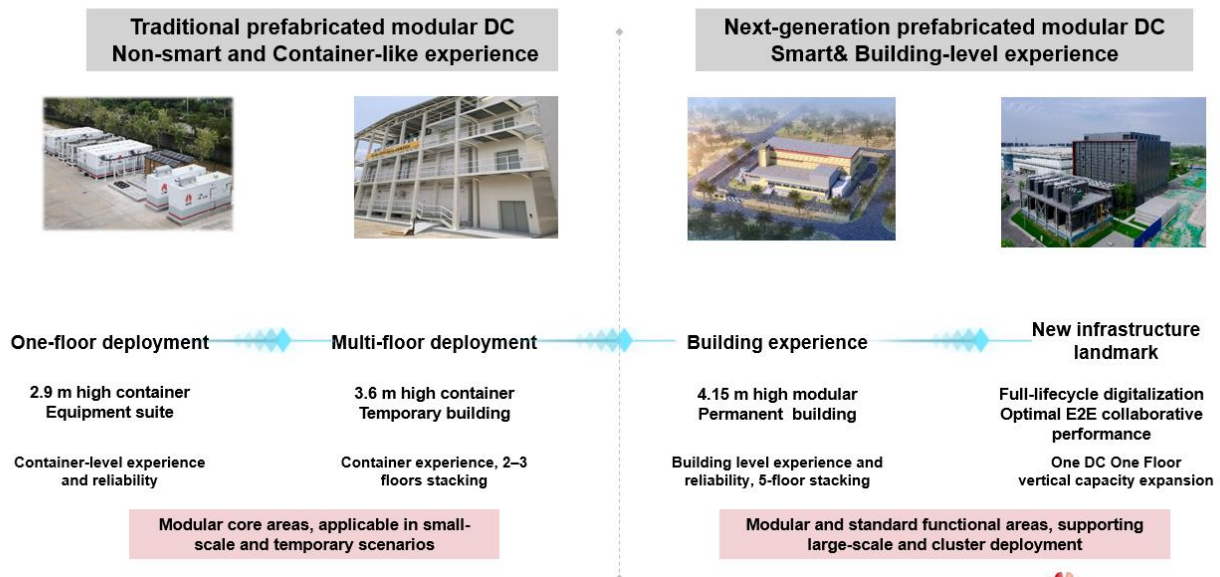 Traditional prefabricated modular DC
Non-smart and Container-like experience
Next-generation prefabricated modular DC
Smart& Building-level experience
One-floor deployment
Multi-floor deployment
Building experience
New infrastructure
landmark
2.9 m high container
Equipment suite
3.6 m high container
Temporary building
4.15 m high modular
Permanent building
Full-lifecycle digitalization
Optimal E2E collaborative
performance
Container-level experience
and reliability
Container experience, 2–3
floors stacking
Building level experience and
reliability, 5-floor stacking
One DC One Floor
vertical capacity expansion
Modular core areas, applicable in small-
scale and temporary scenarios
Modular and standard functional areas, supporting
large-scale and cluster deployment